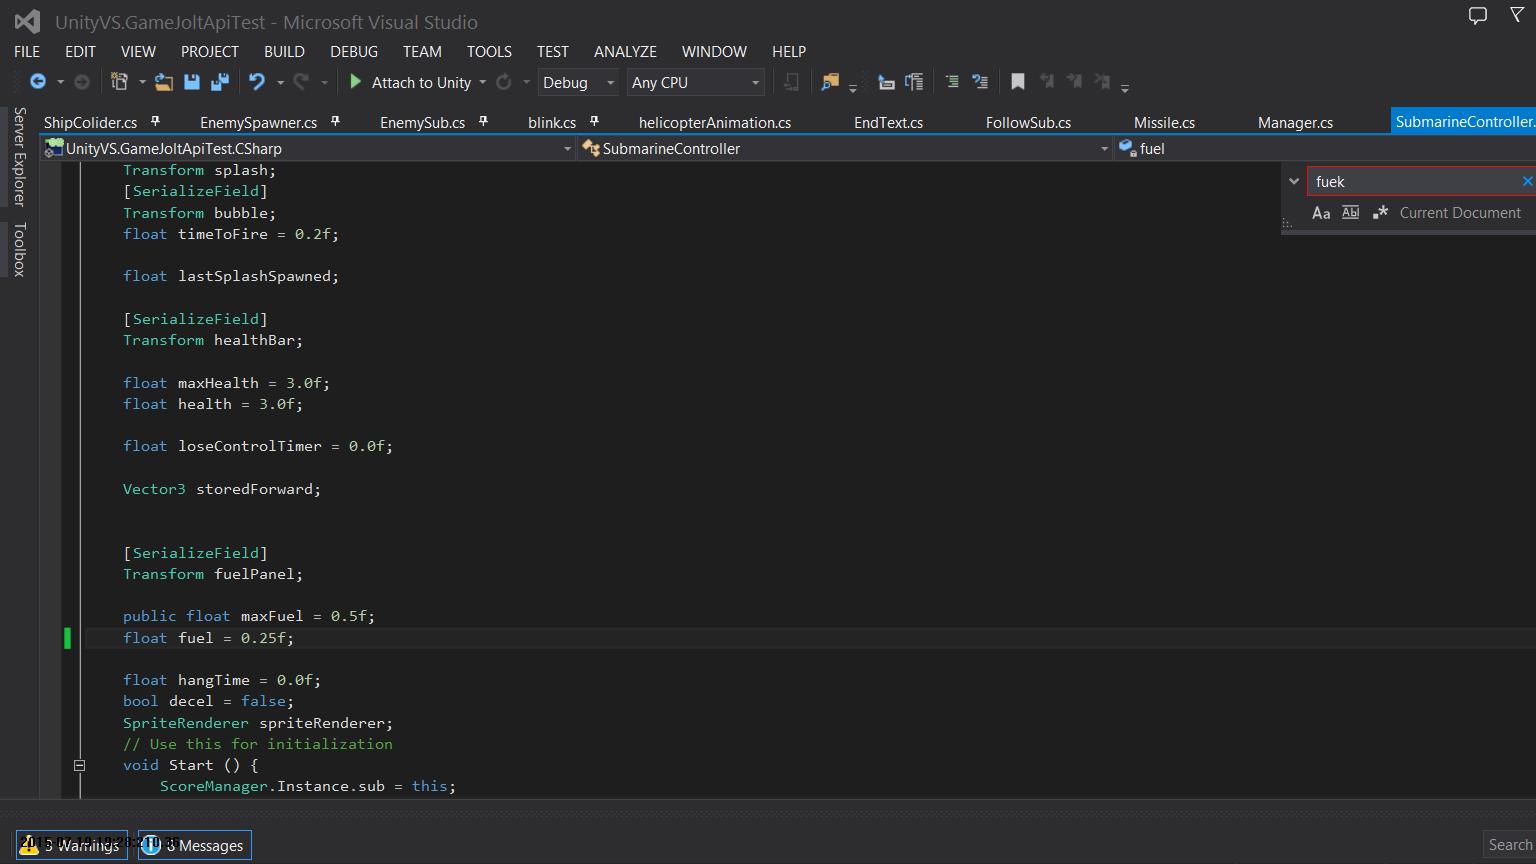 UnityVS.GameJoltApiTest - Microsoft Visual Studio
FILE EDIT VIEW PROJECT BUILD DEBUG TEAM TOOLS TEST ANALYZE WINDOW HELP
Attach to Unity Debug Any CPU
Server Explorer
Toolbox
ShipColider.cs EnemySpawner.cs EnemySub.cs blink.cs helicopterAnimation.cs EndText.cs FollowSub.cs Missile.cs Manager.cs SubmarineController.
UnityVS.GameJoltApiTest.CSharp SubmarineController fuel
fuek
Aa Abl .* Current Document
Transform splash;
[SerializeField]
Transform bubble;
float timeToFire = 0.2f;
float lastSplashSpawned;
[SerializeField]
Transform healthBar;
float maxHealth = 3.0f;
float health = 3.0f;
float loseControlTimer = 0.0f;
Vector3 storedForward;
[SerializeField]
Transform fuelPanel;
public float maxFuel = 0.5f;
float fuel = 0.25f;
float hangTime = 0.0f;
bool decel = false;
SpriteRenderer spriteRenderer;
// Use this for initialization
void Start () {
ScoreManager.Instance.sub = this;
Warnings 8 Messages
Search